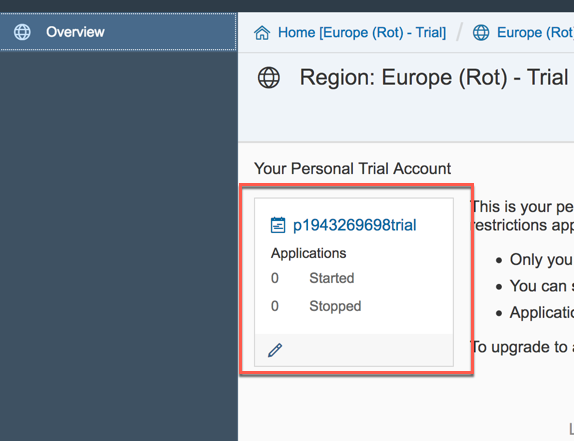 Overview
Home [Europe (Rot) - Trial] / Europe (Rot
Region: Europe (Rot) - Trial
Your Personal Trial Account
p1943269698trial
Applications
0 Started
0 Stopped
This is your pe
restrictions app
Only you
You can s
Applicatio
To upgrade to a
L